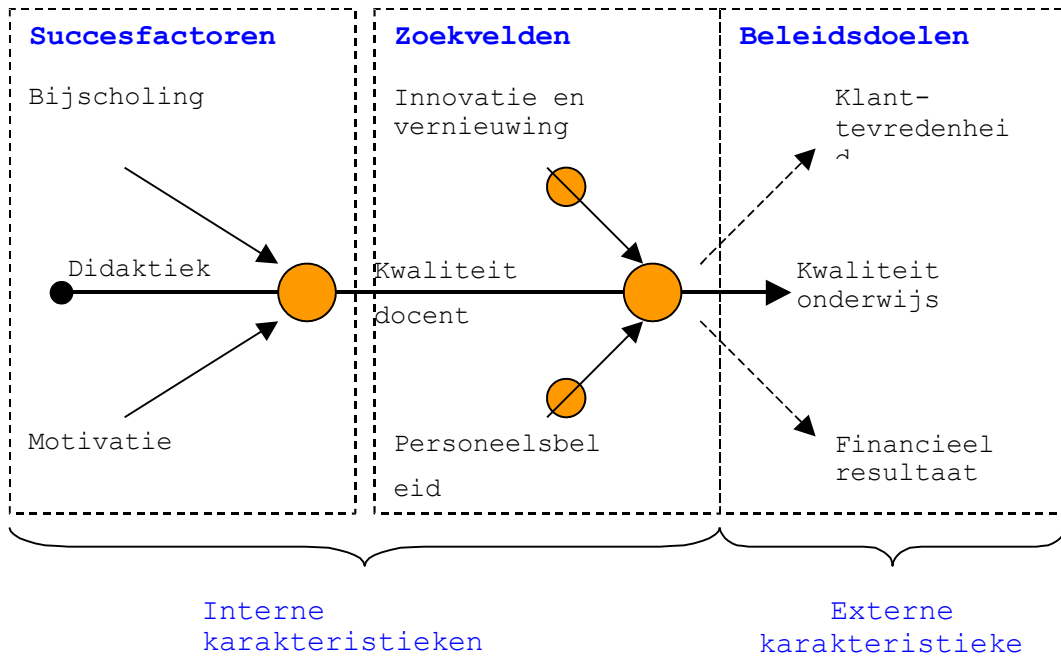 Succesfactoren
Zoekvelden
Beleidsdoelen
Bijscholing
Innovatie en
vernieuwing
Klant-
tevredenhei
d
Didaktiek
Kwaliteit
docent
Kwaliteit
onderwijs
Motivatie
Personeelsbel
eid
Financieel
resultaat
Interne
karakteristieken
Externe
karakteristieke